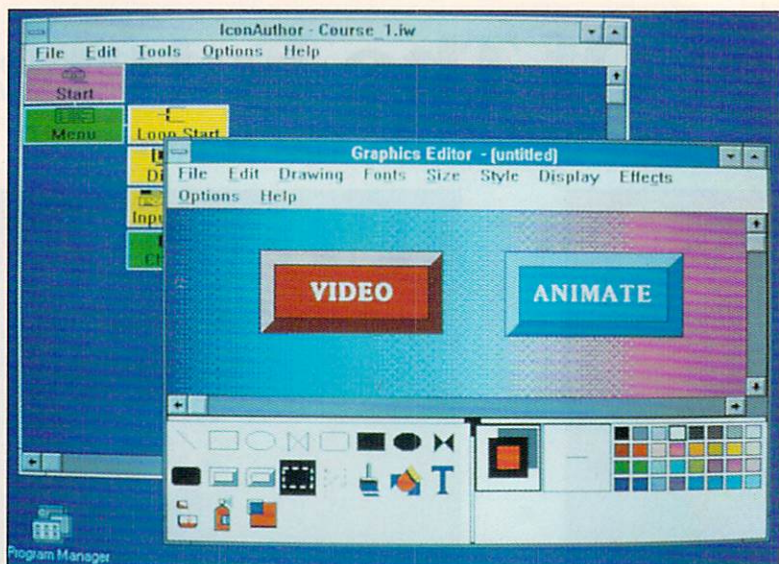 IconAuthor - Course_1.iw
File Edit Tools Options Help
Start
Menu
Loop Start
Graphics Editor - (untitled)
File Edit Drawing Fonts Size Style Display Effects
Options Help
VIDEO
ANIMATE
T
Program Manager